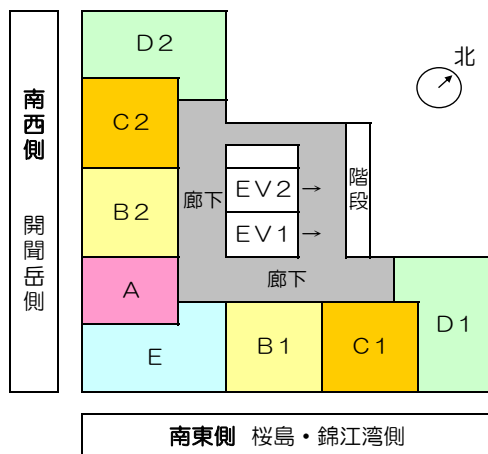 D2
北
C2
南西側 開聞岳側
EV2 →
階段
廊下
B2
EV1 →
A
廊下
D1
E
B1
C1
南東側 桜島・錦江湾側